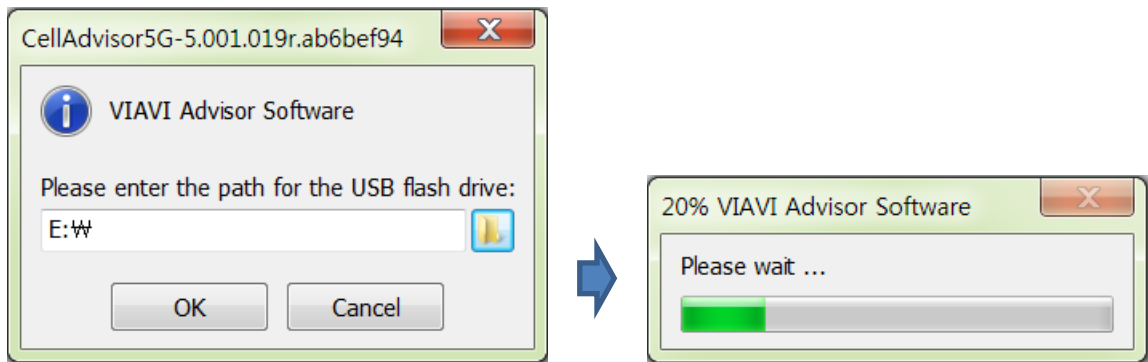 CellAdvisor5G-5.001.019r.ab6bef94
VIAVI Advisor Software
Please enter the path for the USB flash drive:
E:₩
OK
Cancel
20% VIAVI Advisor Software
Please wait ...